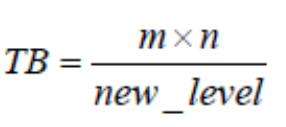 TB = m × n / new_level